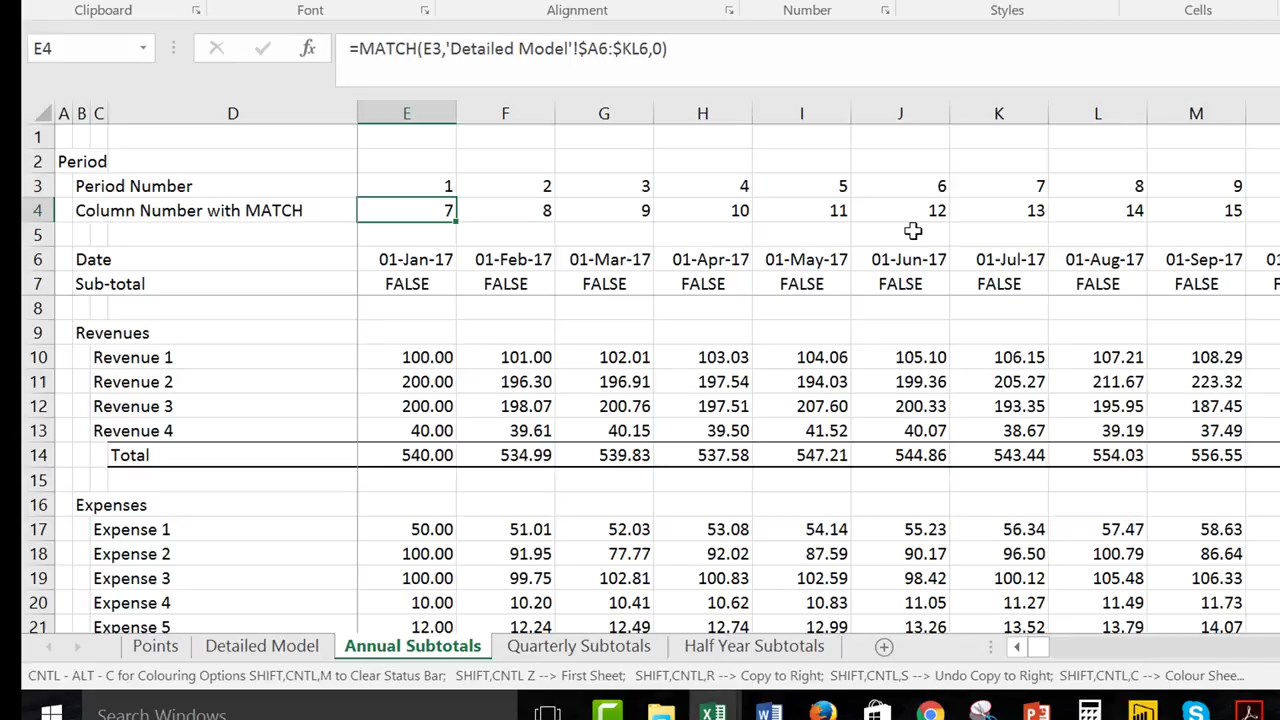 Clipboard Font Alignment Number Styles Cells
E4 fx =MATCH(E3,'Detailed Model'!$A6:$KL6,0)
A B C D E F G H I J K L M
1
2 Period
3 Period Number 1 2 3 4 5 6 7 8 9
4 Column Number with MATCH 7 8 9 10 11 12 13 14 15
5
6 Date 01-Jan-17 01-Feb-17 01-Mar-17 01-Apr-17 01-May-17 01-Jun-17 01-Jul-17 01-Aug-17 01-Sep-17 01
7 Sub-total FALSE FALSE FALSE FALSE FALSE FALSE FALSE FALSE FALSE
8
9 Revenues
10 Revenue 1 100.00 101.00 102.01 103.03 104.06 105.10 106.15 107.21 108.29
11 Revenue 2 200.00 196.30 196.91 197.54 194.03 199.36 205.27 211.67 223.32
12 Revenue 3 200.00 198.07 200.76 197.51 207.60 200.33 193.35 195.95 187.45
13 Revenue 4 40.00 39.61 40.15 39.50 41.52 40.07 38.67 39.19 37.49
14 Total 540.00 534.99 539.83 537.58 547.21 544.86 543.44 554.03 556.55
15
16 Expenses
17 Expense 1 50.00 51.01 52.03 53.08 54.14 55.23 56.34 57.47 58.63
18 Expense 2 100.00 91.95 77.77 92.02 87.59 90.17 96.50 100.79 86.64
19 Expense 3 100.00 99.75 102.81 100.83 102.59 98.42 100.12 105.48 106.33
20 Expense 4 10.00 10.20 10.41 10.62 10.83 11.05 11.27 11.49 11.73
21 Expense 5 12.00 12.24 12.49 12.74 12.99 13.26 13.52 13.79 14.07
Points Detailed Model Annual Subtotals Quarterly Subtotals Half Year Subtotals
CNTL - ALT - C for Colouring Options SHIFT,CNTL,M to Clear Status Bar; SHIFT,CNTL Z --> First Sheet; SHIFT,CNTL,R --> Copy to Right; SHIFT,CNTL,S --> Undo Copy to Right; SHIFT,CNTL,C --> Colour Shee...
Search Windows